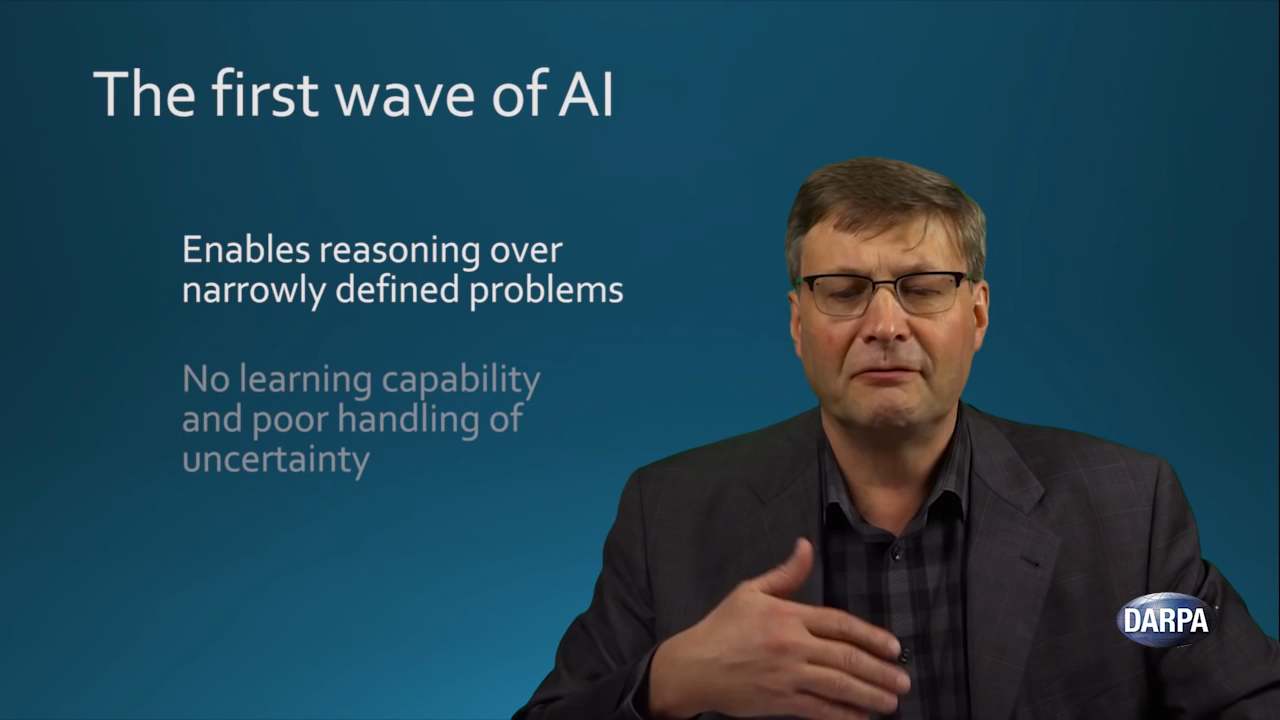 The first wave of AI
Enables reasoning over
narrowly defined problems
No learning capability
and poor handling of
uncertainty
DARPA